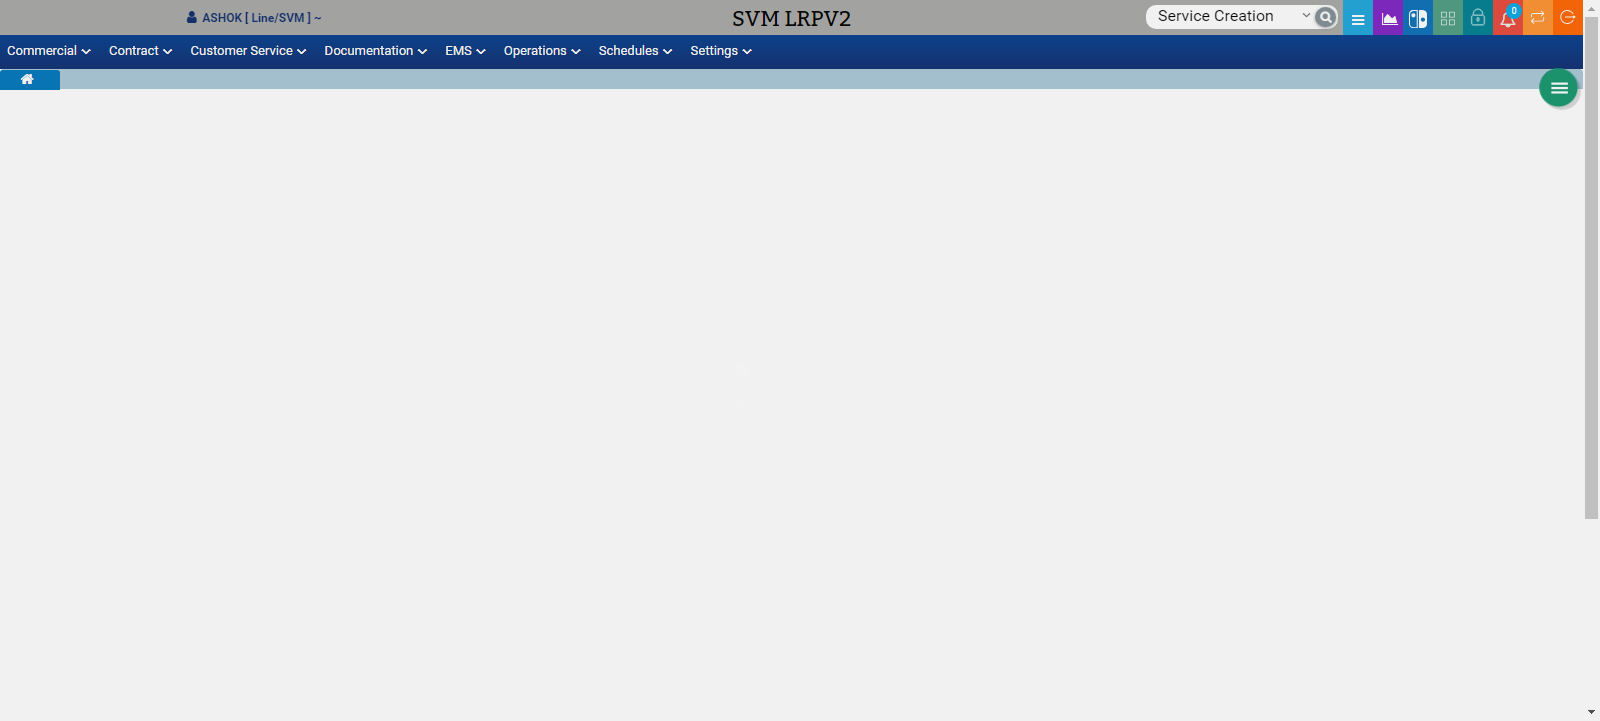 ASHOK [ Line/SVM ] ~
SVM LRPV2
Service Creation
0
Commercial Contract Customer Service Documentation EMS Operations Schedules Settings